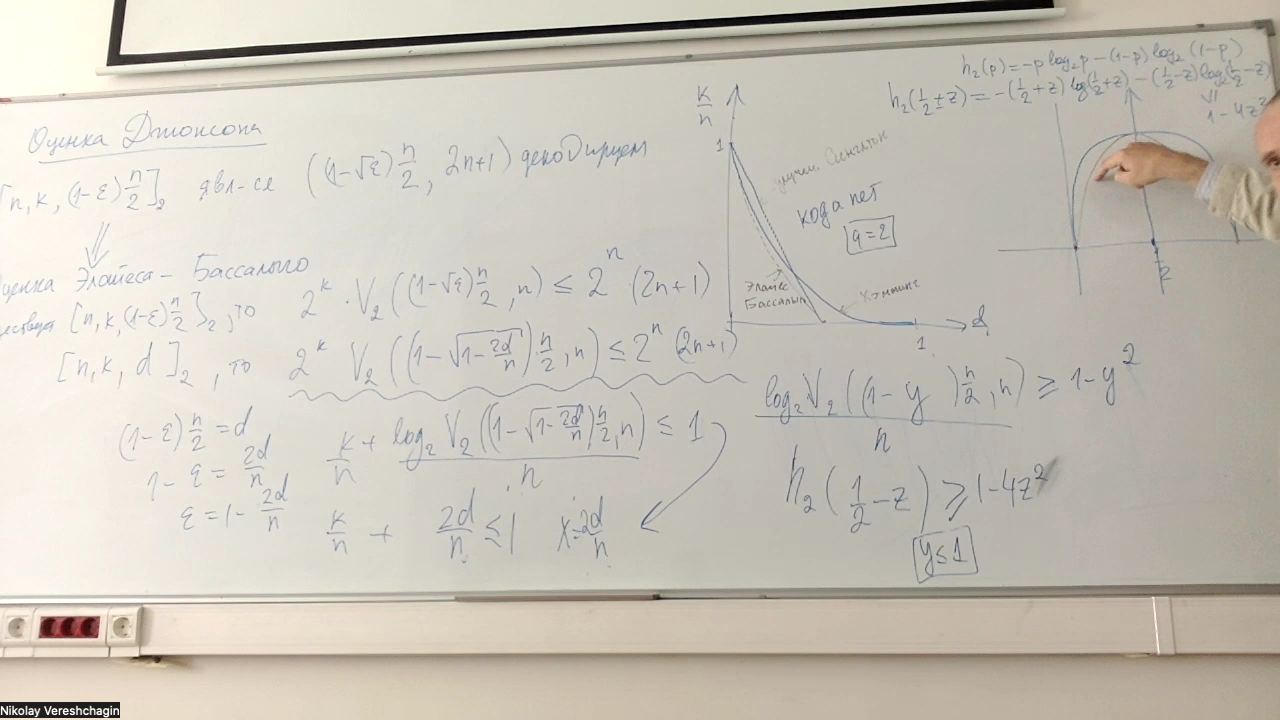 Оценка Джонсона
[n, k, (1-ε) n/2]₂ явл-ся ((1-√ε) n/2, 2n+1) декодируем
⇓
Оценка Элайеса - Бассалыго
[n, k, (1-ε) n/2]₂, то 2^k · V₂((1-√ε) n/2, n) ≤ 2^n (2n+1)
[n, k, d]₂, то 2^k V₂((1-√(1-2d/n)) n/2, n) ≤ 2^n (2n+1)
(1-ε) n/2 = d
1-ε = 2d/n
ε = 1 - 2d/n
k/n + log₂ V₂((1-√(1-2d/n)) n/2, n) / n ≤ 1
k/n + 2d/n ≤ 1 x = 2d/n
k/n
1
Синглтон
кода нет
q=2
Элайес
Бассалыго
Хэмминг
1
d
h₂(p) = -p log₂ p - (1-p) log₂ (1-p)
h₂(1/2 ± z) = -(1/2+z) log(1/2+z) - (1/2-z) log₂(1/2-z)
1-4z²
1/2
log₂ V₂((1-y) n/2, n) / n ≥ 1-y²
h₂(1/2 - z) ≥ 1-4z²
y ≤ 1
Nikolay Vereshchagin